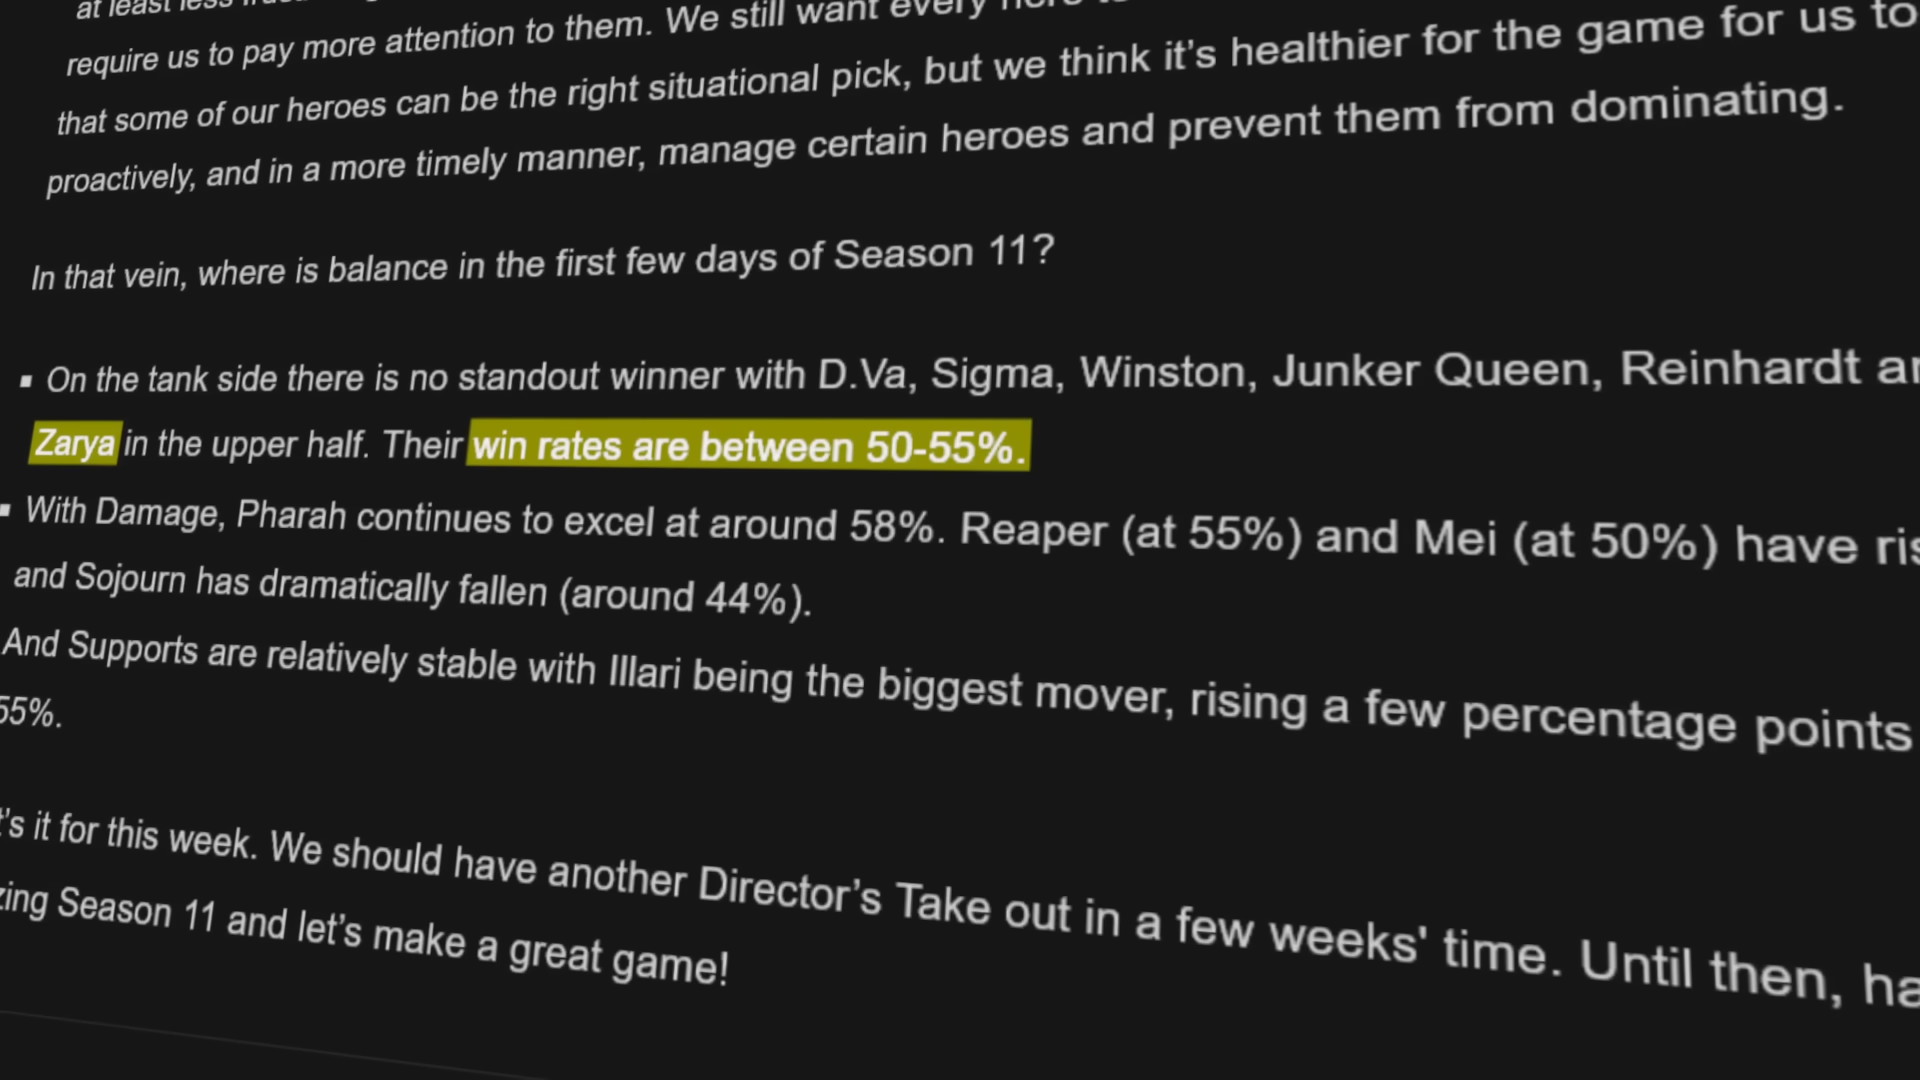 at least less
require us to pay more attention to them. We still want every
that some of our heroes can be the right situational pick, but we think it's healthier for the game for us to
proactively, and in a more timely manner, manage certain heroes and prevent them from dominating.
In that vein, where is balance in the first few days of Season 11?
▪ On the tank side there is no standout winner with D.Va, Sigma, Winston, Junker Queen, Reinhardt
Zarya in the upper half. Their win rates are between 50-55%.
▪ With Damage, Pharah continues to excel at around 58%. Reaper (at 55%) and Mei (at 50%) have
and Sojourn has dramatically fallen (around 44%).
And Supports are relatively stable with Illari being the biggest mover, rising a few percentage points
55%.
's it for this week. We should have another Director's Take out in a few weeks' time. Until then,
zing Season 11 and let's make a great game!